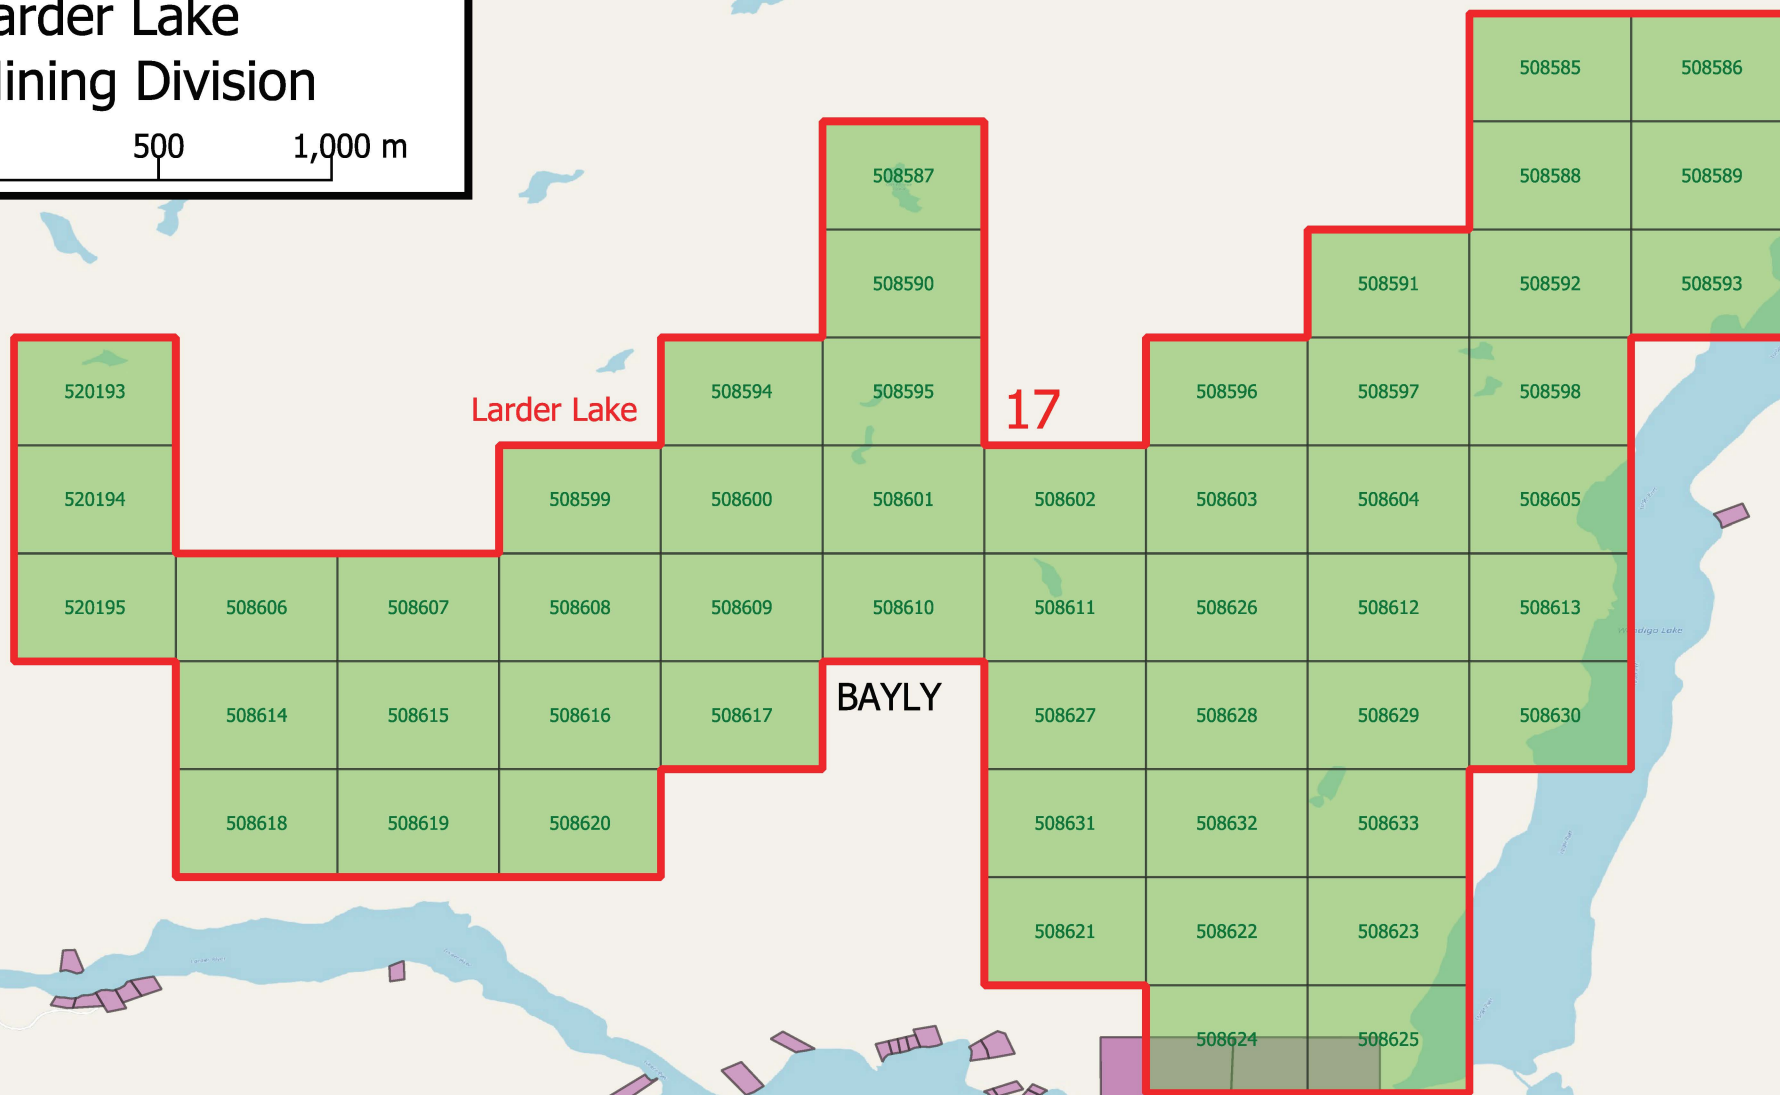 arder Lake
ining Division
500 1,000 m
508585 508586
508587 508588 508589
508590 508591 508592 508593
520193 508594 508595 508596 508597 508598
Larder Lake 17
520194 508599 508600 508601 508602 508603 508604 508605
520195 508606 508607 508608 508609 508610 508611 508626 508612 508613
508614 508615 508616 508617 BAYLY 508627 508628 508629 508630
508618 508619 508620 508631 508632 508633
508621 508622 508623
508624 508625